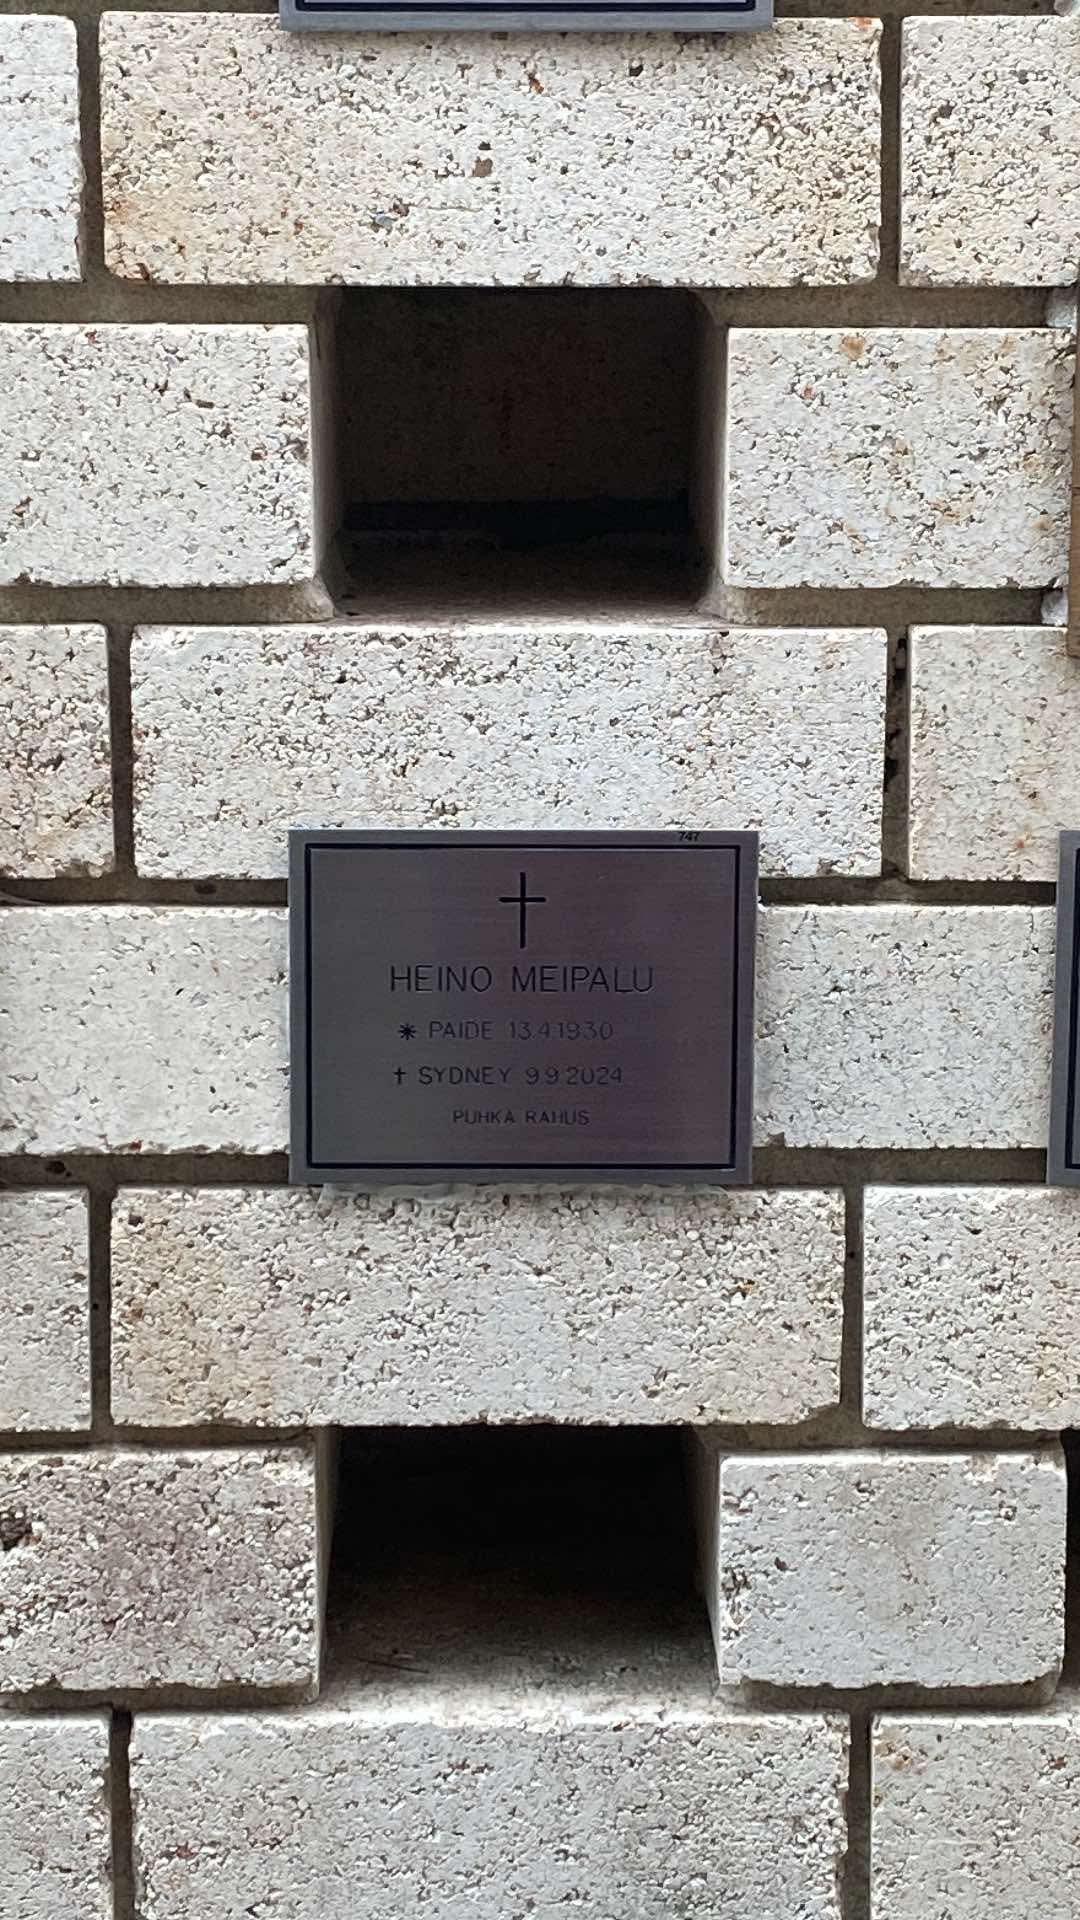 747
HEINO MEIPALU
* PAIDE 13.4.1930
† SYDNEY 9.9.2024
PUHKA RAHUS